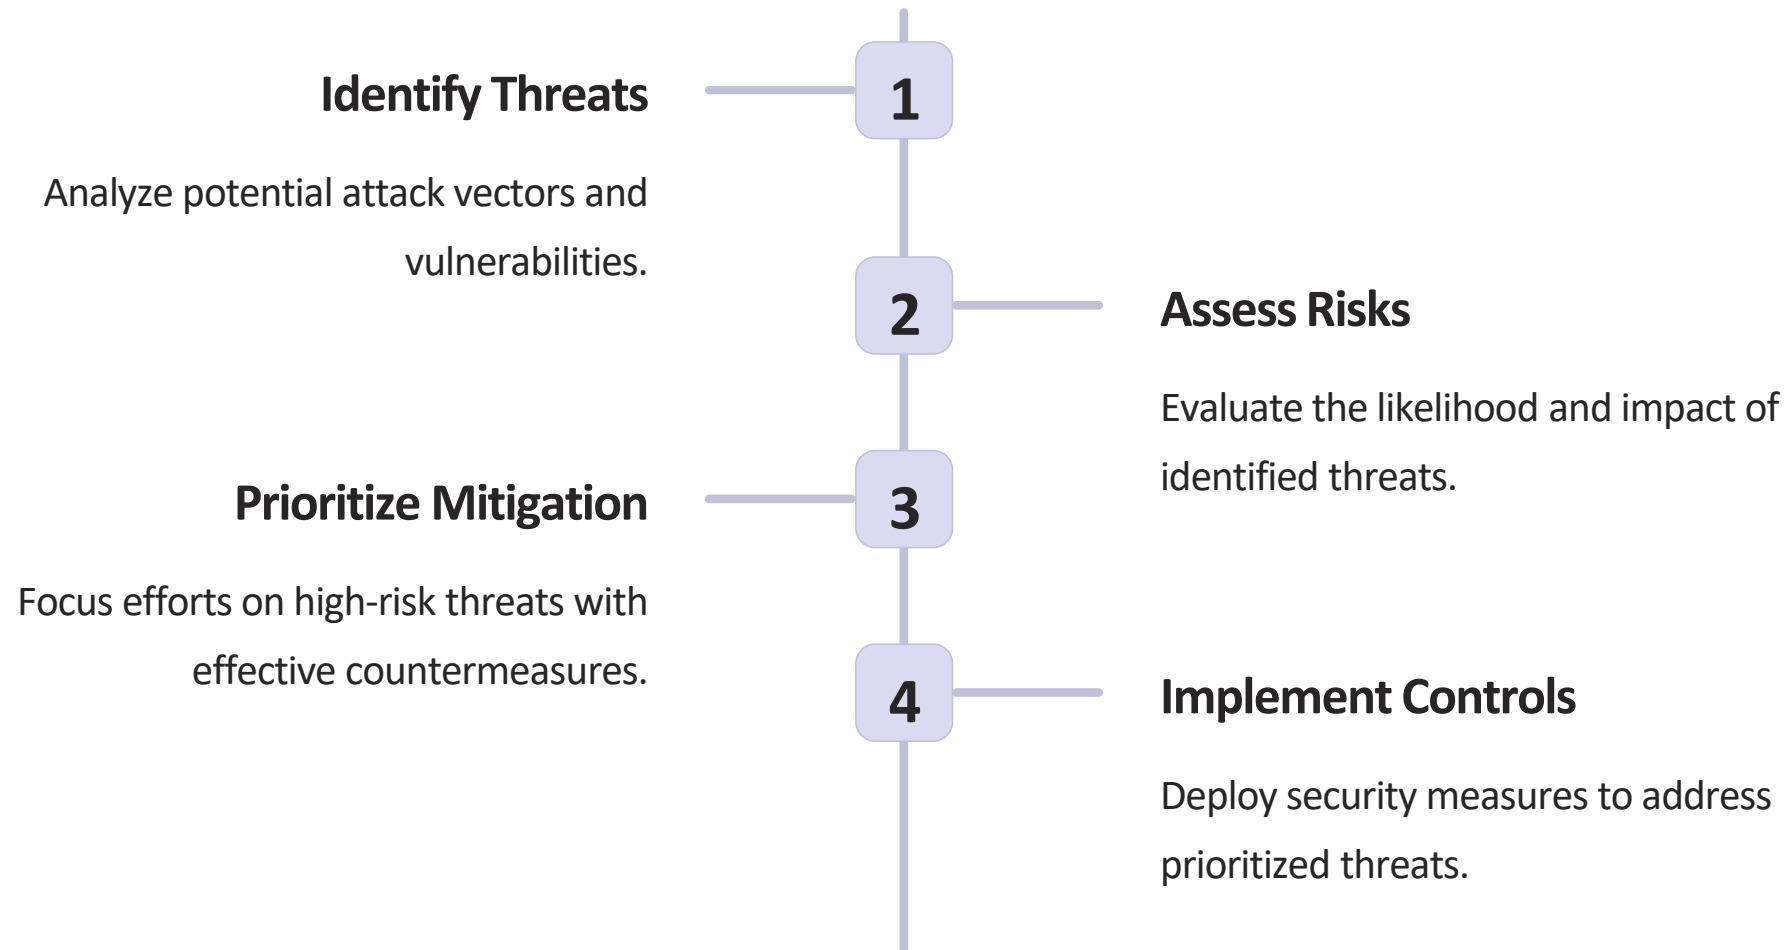 1
Identify Threats
Analyze potential attack vectors and
vulnerabilities.
2
Assess Risks
Evaluate the likelihood and impact of
identified threats.
3
Prioritize Mitigation
Focus efforts on high-risk threats with
effective countermeasures.
4
Implement Controls
Deploy security measures to address
prioritized threats.